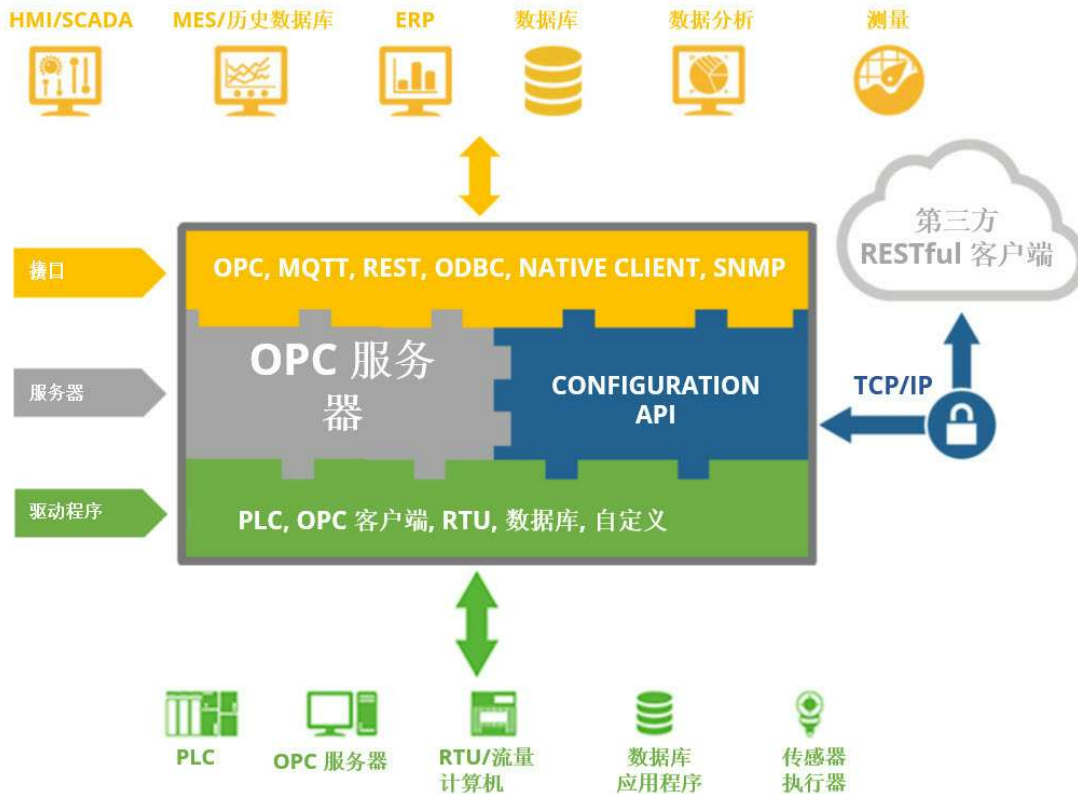 HMI/SCADA
MES/历史数据库
ERP
数据库
数据分析
测量
第三方
RESTful 客户端
接口
OPC, MQTT, REST, ODBC, NATIVE CLIENT, SNMP
服务器
OPC 服务
器
CONFIGURATION
API
TCP/IP
驱动程序
PLC, OPC 客户端, RTU, 数据库, 自定义
PLC
OPC 服务器
RTU/流量
计算机
数据库
应用程序
传感器
执行器